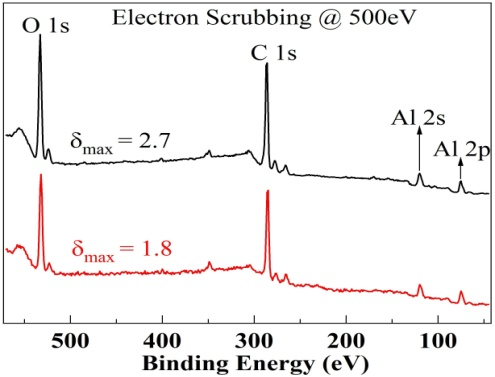 Electron Scrubbing @ 500eV
O 1s
C 1s
δmax = 2.7
Al 2s
Al 2p
δmax = 1.8
500 400 300 200 100
Binding Energy (eV)